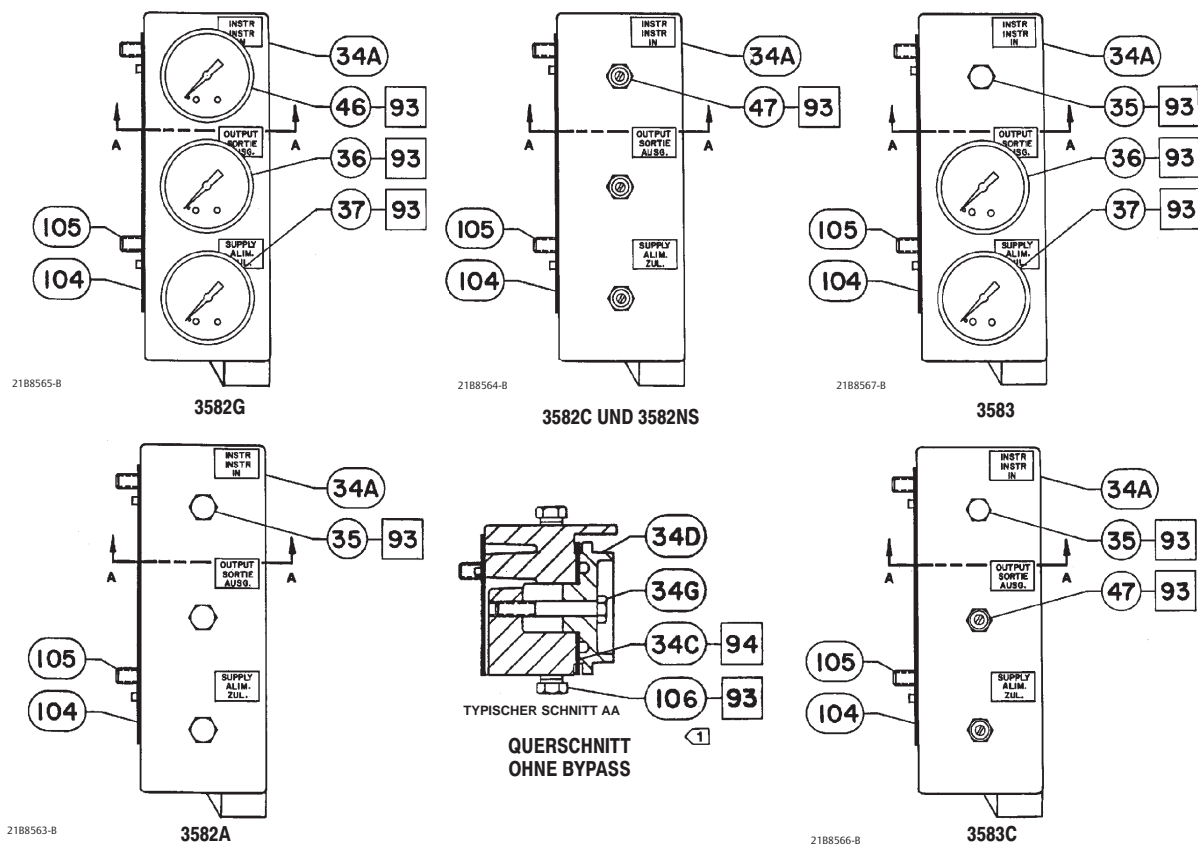 INSTR
INSTR
IN
34A
46 93
A A
OUTPUT
SORTIE
AUSG.
36 93
37 93
105
SUPPLY
ALIM.
ZUL.
104
21B8565-B
3582G
INSTR
INSTR
IN
34A
47 93
A A
OUTPUT
SORTIE
AUSG.
105
SUPPLY
ALIM.
ZUL.
104
21B8564-B
3582C UND 3582NS
INSTR
INSTR
IN
34A
35 93
A A
OUTPUT
SORTIE
AUSG.
36 93
37 93
105
SUPPLY
ALIM.
ZUL.
104
21B8567-B
3583
INSTR
INSTR
IN
34A
35 93
A A
OUTPUT
SORTIE
AUSG.
105
SUPPLY
ALIM.
ZUL.
104
21B8563-B
3582A
34D
34G
34C 94
106 93
TYPISCHER SCHNITT AA
1
QUERSCHNITT
OHNE BYPASS
INSTR
INSTR
IN
34A
35 93
A A
OUTPUT
SORTIE
AUSG.
47 93
105
SUPPLY
ALIM.
ZUL.
104
21B8566-B
3583C